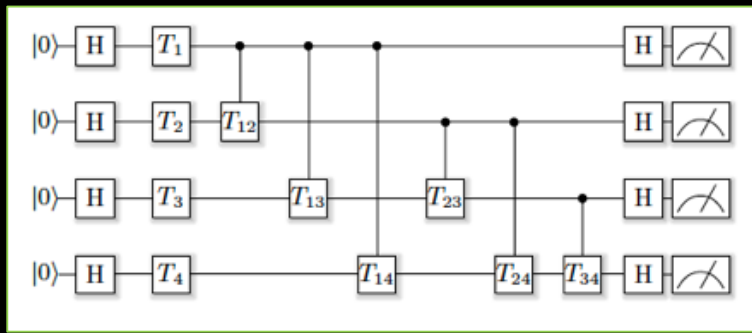 |0⟩ H T₁ H
|0⟩ H T₂ T₁₂ H
|0⟩ H T₃ T₁₃ T₂₃ H
|0⟩ H T₄ T₁₄ T₂₄ T₃₄ H